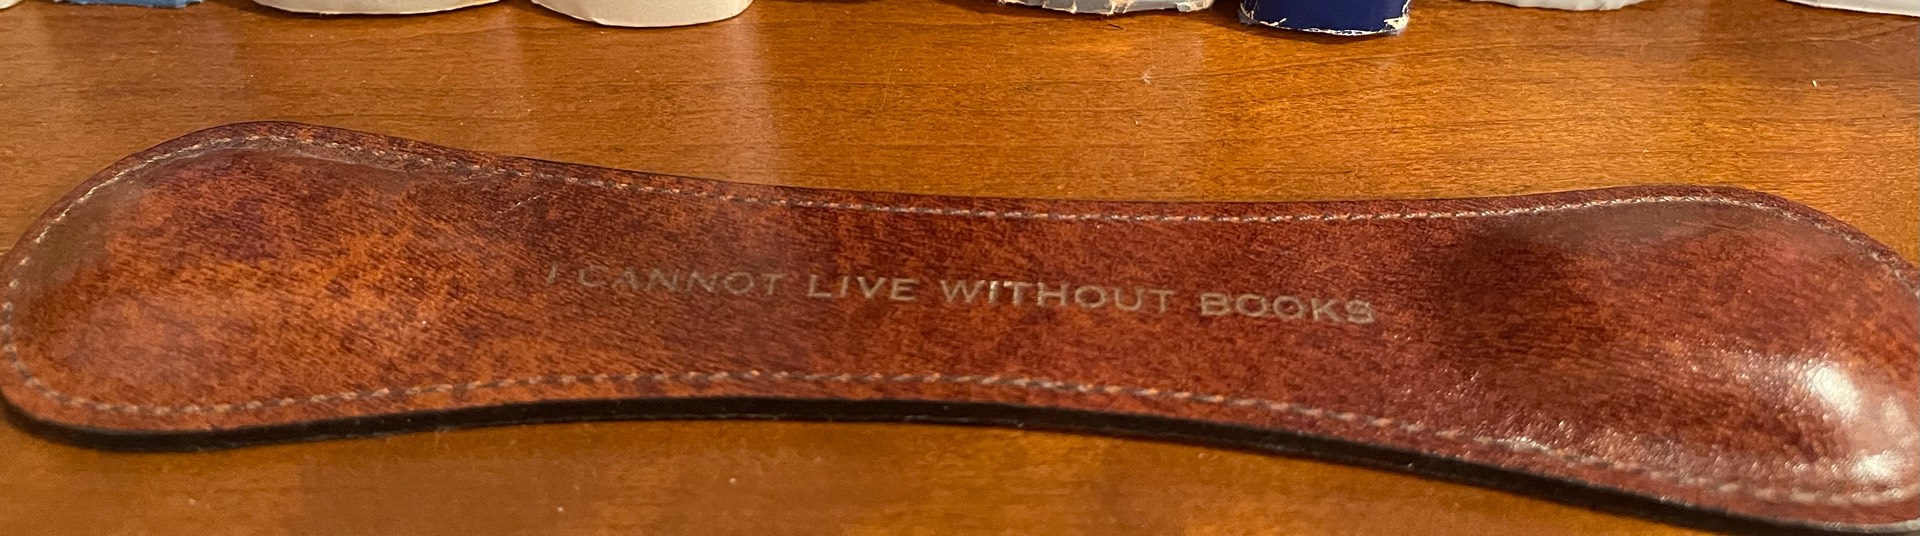 I CANNOT LIVE WITHOUT BOOKS